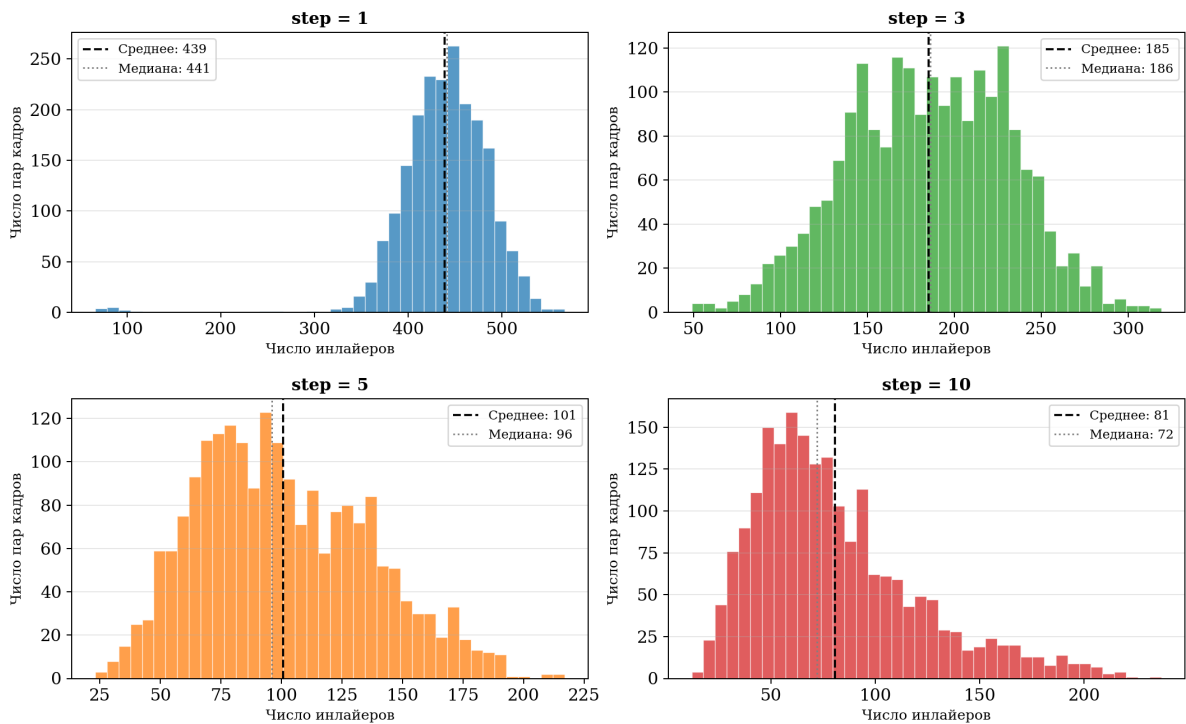 step = 1
Среднее: 439
Медиана: 441
Число пар кадров
250
200
150
100
50
0
100 200 300 400 500
Число инлайеров
step = 3
Среднее: 185
Медиана: 186
Число пар кадров
120
100
80
60
40
20
0
50 100 150 200 250 300
Число инлайеров
step = 5
Среднее: 101
Медиана: 96
Число пар кадров
120
100
80
60
40
20
0
25 50 75 100 125 150 175 200 225
Число инлайеров
step = 10
Среднее: 81
Медиана: 72
Число пар кадров
150
125
100
75
50
25
0
50 100 150 200
Число инлайеров